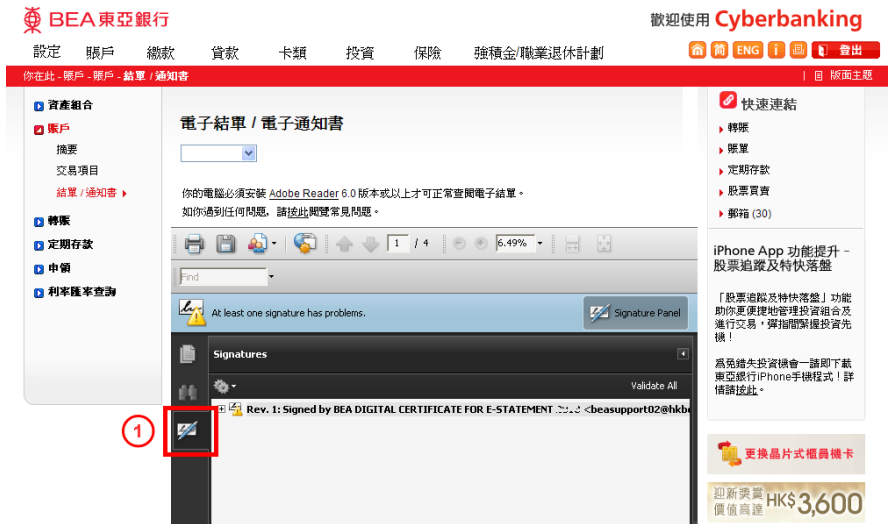 BEA東亞銀行
歡迎使用 Cyberbanking
設定 賬戶 繳款 貸款 卡類 投資 保險 強積金/職業退休計劃
簡 ENG i 登出
你在此 - 賬戶 - 賬戶 - 結單 / 通知書
版面主題
資產組合
賬戶
摘要
交易項目
結單 / 通知書
轉賬
定期存款
申領
利率匯率查詢
電子結單 / 電子通知書
你的電腦必須安裝 Adobe Reader 6.0 版本或以上才可正常查閱電子結單。
如你遇到任何問題，請按此閱覽常見問題。
1 / 4 6.49%
Find
At least one signature has problems.
Signature Panel
Signatures
Validate All
Rev. 1: Signed by BEA DIGITAL CERTIFICATE FOR E-STATEMENT <beasupport02@hkb
1
快速連結
轉賬
賬單
定期存款
股票買賣
郵箱 (30)
iPhone App 功能提升 -
股票追蹤及特快落盤
「股票追蹤及特快落盤」功能
助你更便捷地管理投資組合及
進行交易，彈指間緊握投資先
機！
為免錯失投資機會─請即下載
東亞銀行iPhone手機程式！詳
情請按此。
更換晶片式櫃員機卡
迎新獎賞
價值高達 HK$3,600